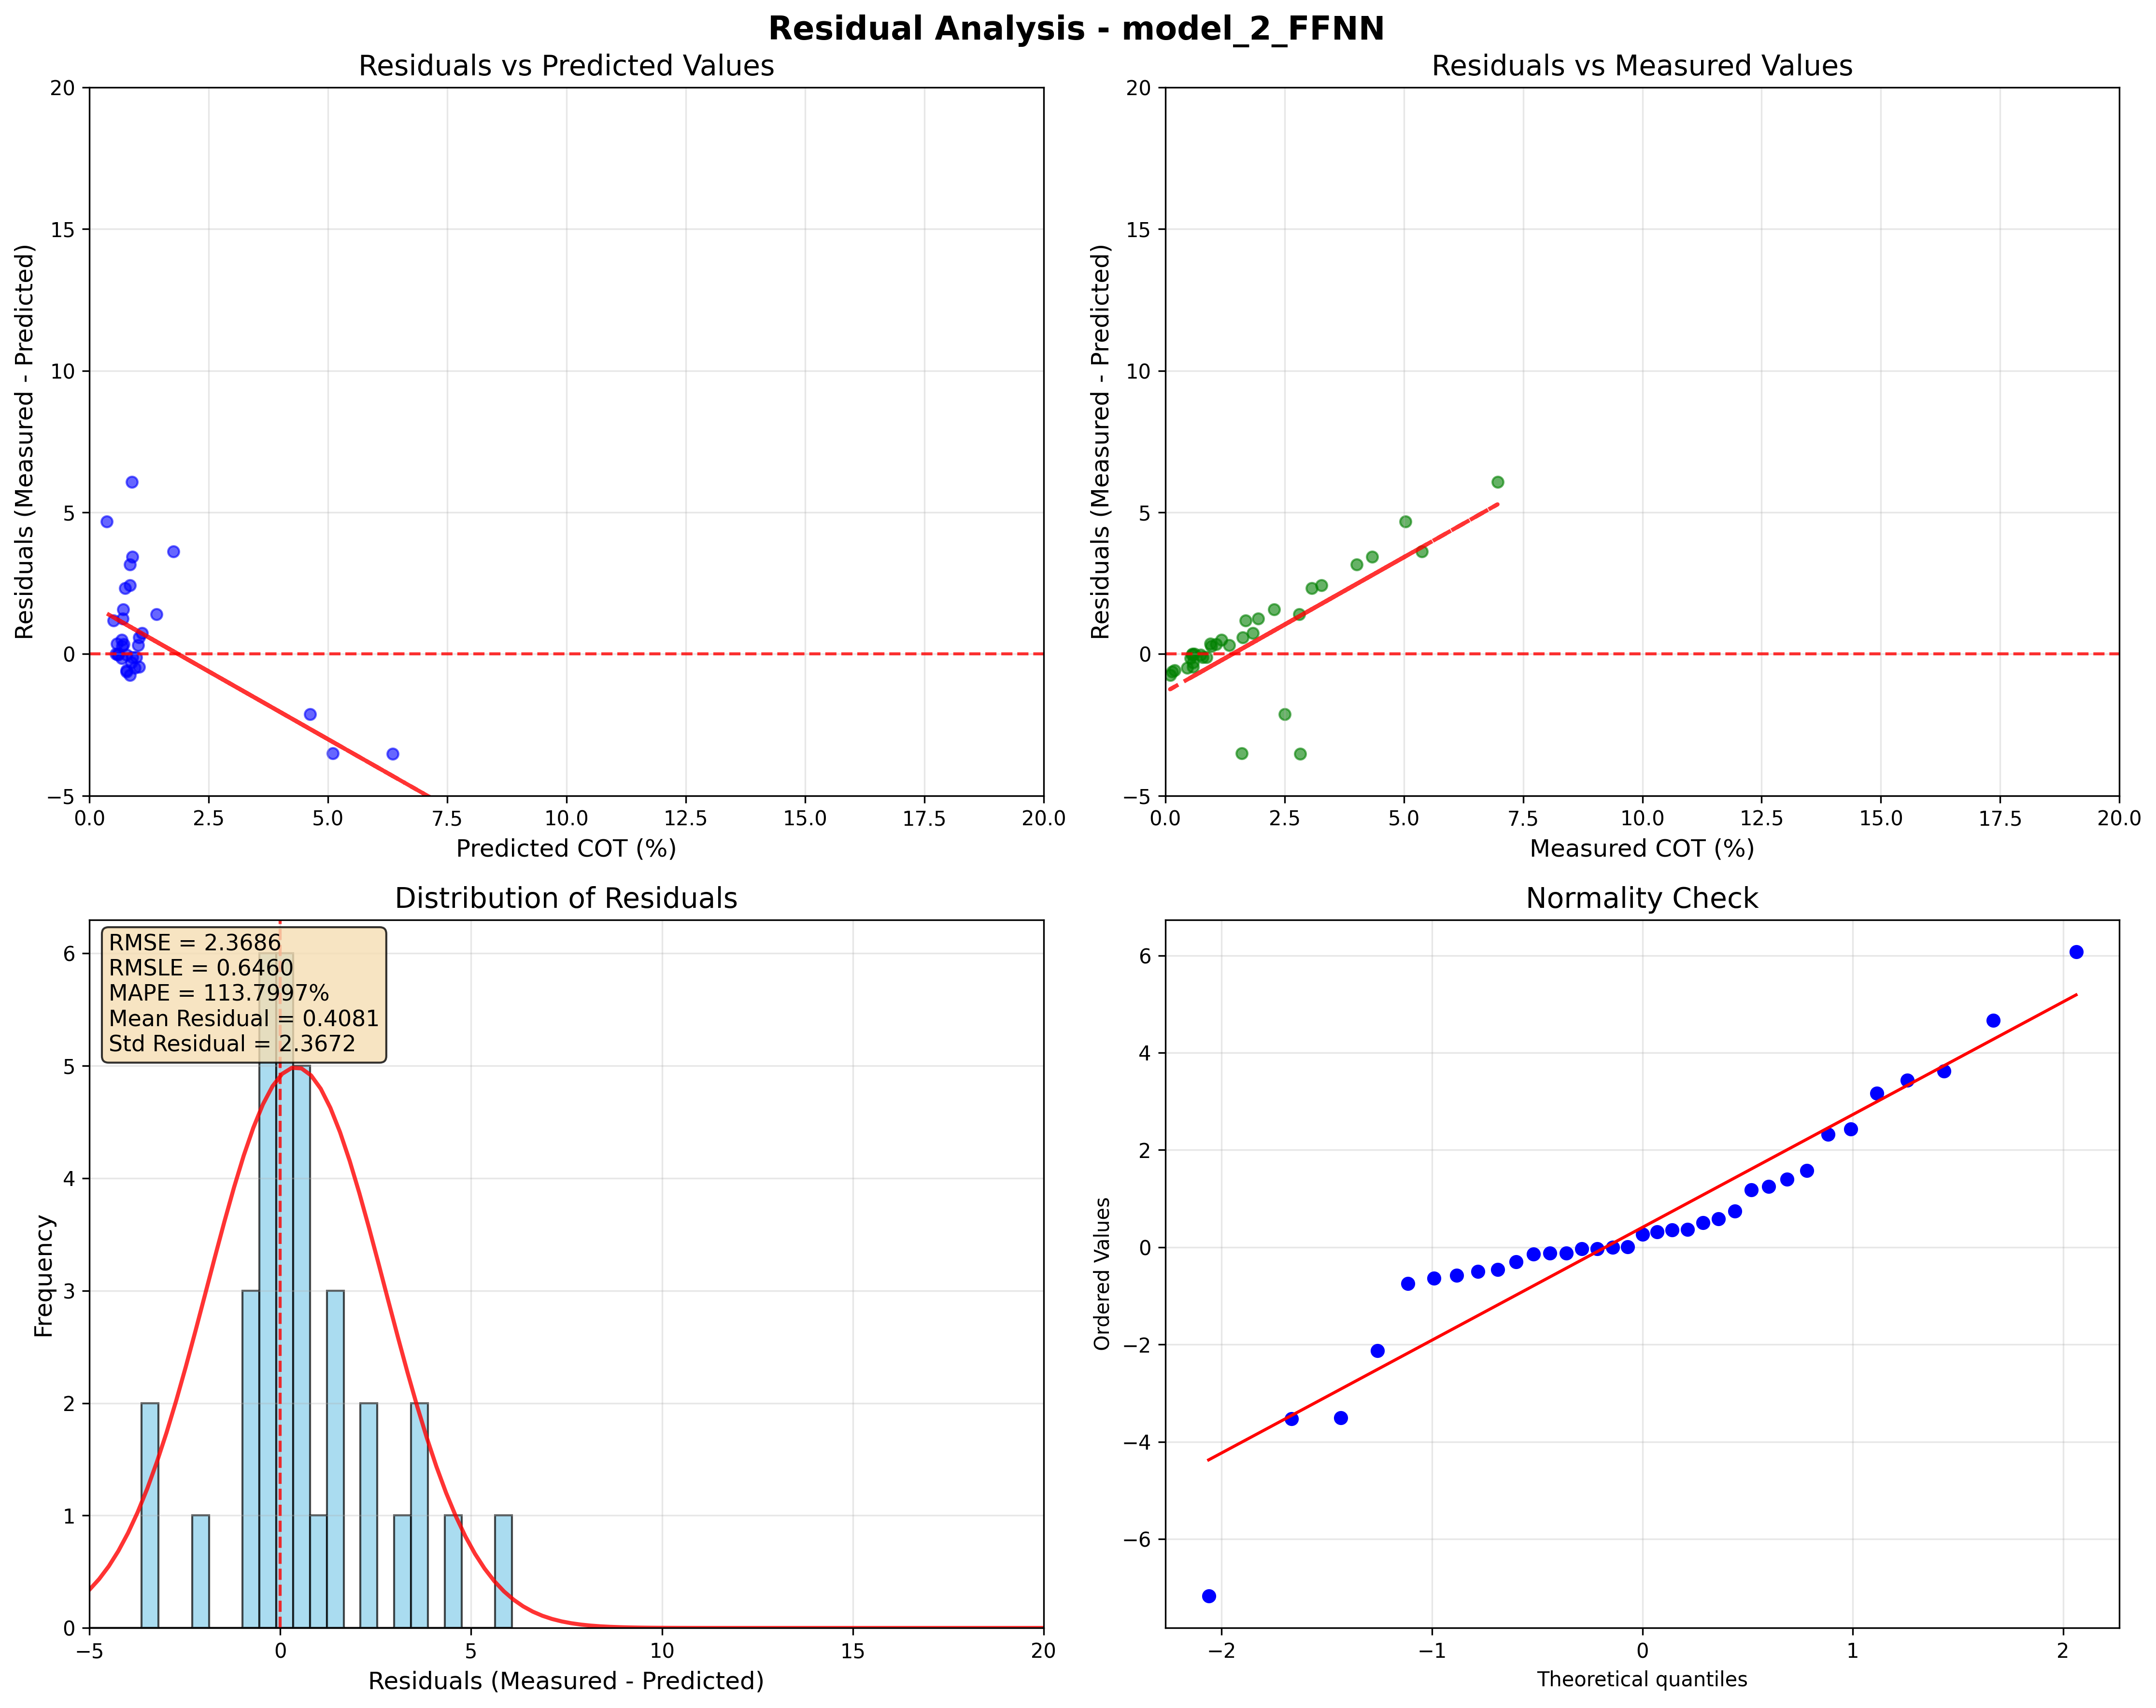 Residual Analysis - model_2_FFNN
Residuals vs Predicted Values
20
15
10
5
0
−5
Residuals (Measured - Predicted)
0.0 2.5 5.0 7.5 10.0 12.5 15.0 17.5 20.0
Predicted COT (%)
Residuals vs Measured Values
20
15
10
5
0
−5
Residuals (Measured - Predicted)
0.0 2.5 5.0 7.5 10.0 12.5 15.0 17.5 20.0
Measured COT (%)
Distribution of Residuals
RMSE = 2.3686
RMSLE = 0.6460
MAPE = 113.7997%
Mean Residual = 0.4081
Std Residual = 2.3672
6
5
4
3
2
1
0
Frequency
−5 0 5 10 15 20
Residuals (Measured - Predicted)
Normality Check
6
4
2
0
−2
−4
−6
Ordered Values
−2 −1 0 1 2
Theoretical quantiles